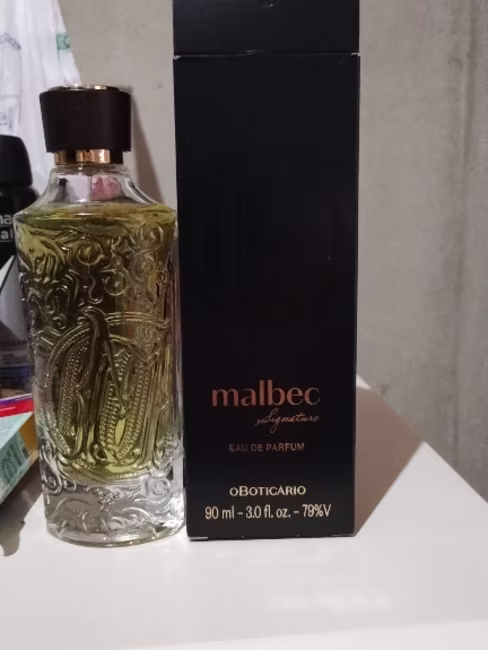 malbec
Signature
EAU DE PARFUM
oBOTICÁRIO
90 ml - 3.0 fl. oz. - 79%V